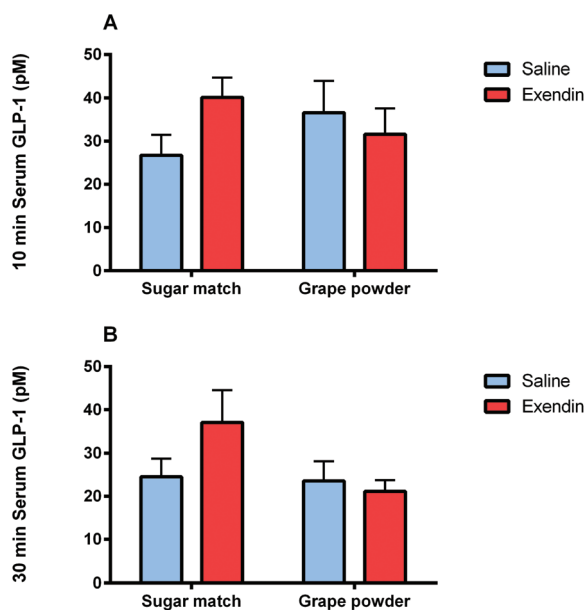 A
10 min Serum GLP-1 (pM)
50
40
30
20
10
0
Sugar match
Grape powder
Saline
Exendin
B
30 min Serum GLP-1 (pM)
50
40
30
20
10
0
Sugar match
Grape powder
Saline
Exendin